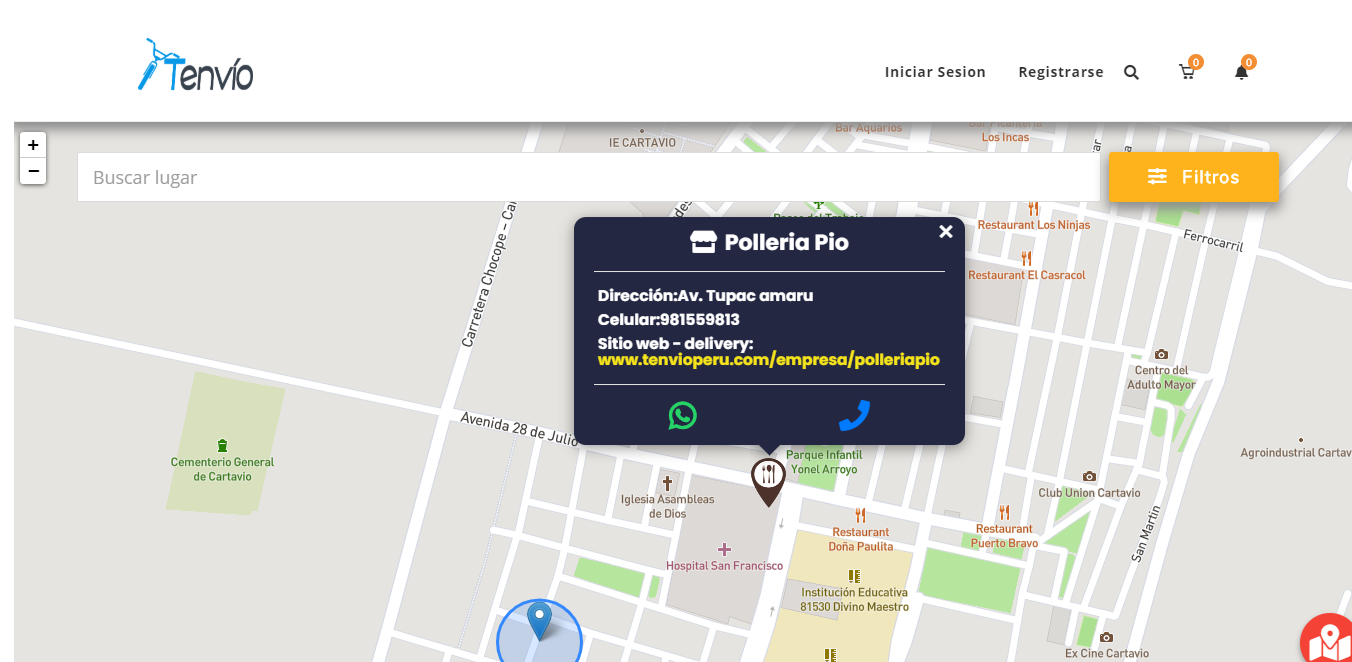 Tenvío
Iniciar Sesion
Registrarse
0
0
+
−
Buscar lugar
Filtros
IE CARTAVIO
Bar Aquarios
Bar Picantería
Los Incas
Carretera Chocope – Ca
Restaurant Los Ninjas
Ferrocarril
Restaurant El Casracol
Polleria Pio
Dirección:Av. Tupac amaru
Celular:981559813
Sitio web - delivery:
www.tenvioperu.com/empresa/polleriapio
Centro del
Adulto Mayor
Avenida 28 de Julio
Cementerio General
de Cartavio
Parque Infantil
Yonel Arroyo
Agroindustrial Cartav
Iglesia Asambleas
de Dios
Club Union Cartavio
Restaurant
Doña Paulita
Restaurant
Puerto Bravo
San Martín
Hospital San Francisco
Institución Educativa
81530 Divino Maestro
Ex Cine Cartavio